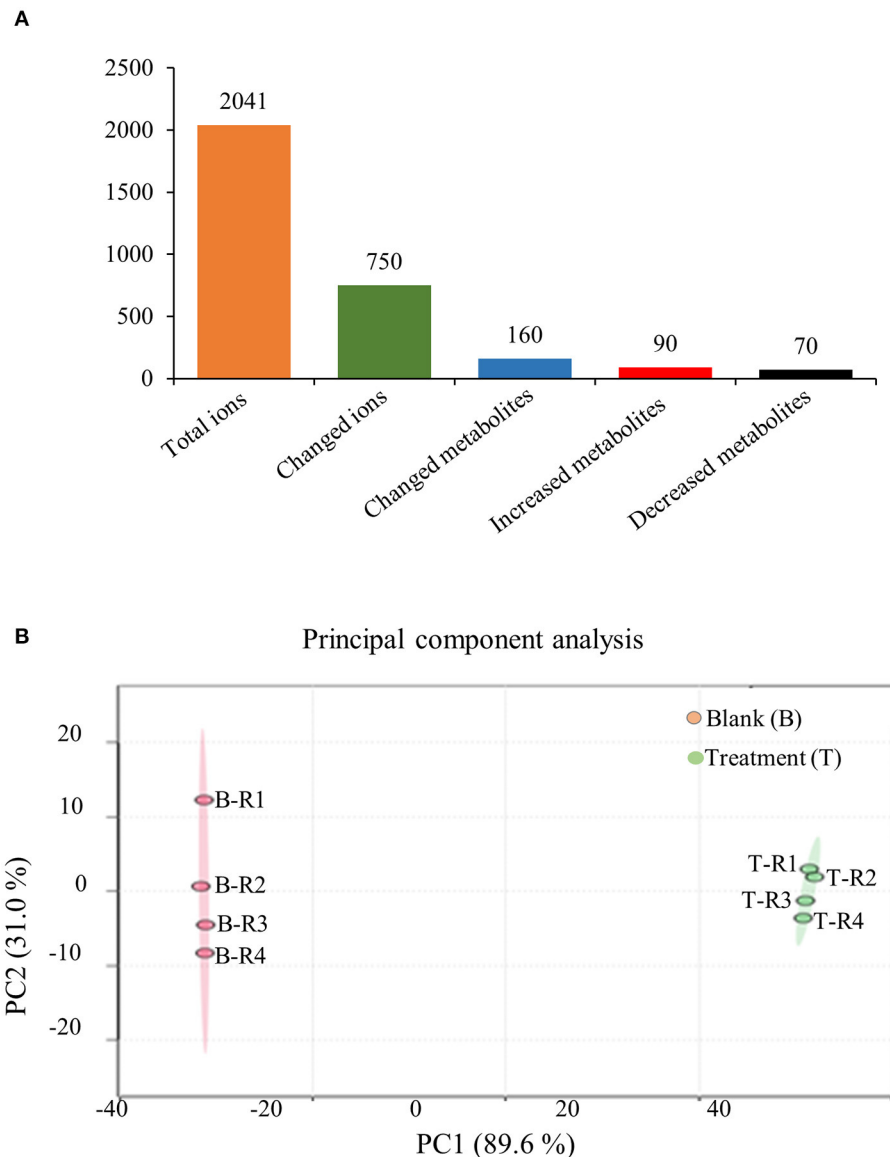 A
2500
2000
1500
1000
500
0
2041
750
160
90
70
Total ions
Changed ions
Changed metabolites
Increased metabolites
Decreased metabolites
B
Principal component analysis
Blank (B)
Treatment (T)
20
10
0
-10
-20
PC2 (31.0 %)
B-R1
B-R2
B-R3
B-R4
T-R1
T-R2
T-R3
T-R4
-40
-20
0
20
40
PC1 (89.6 %)